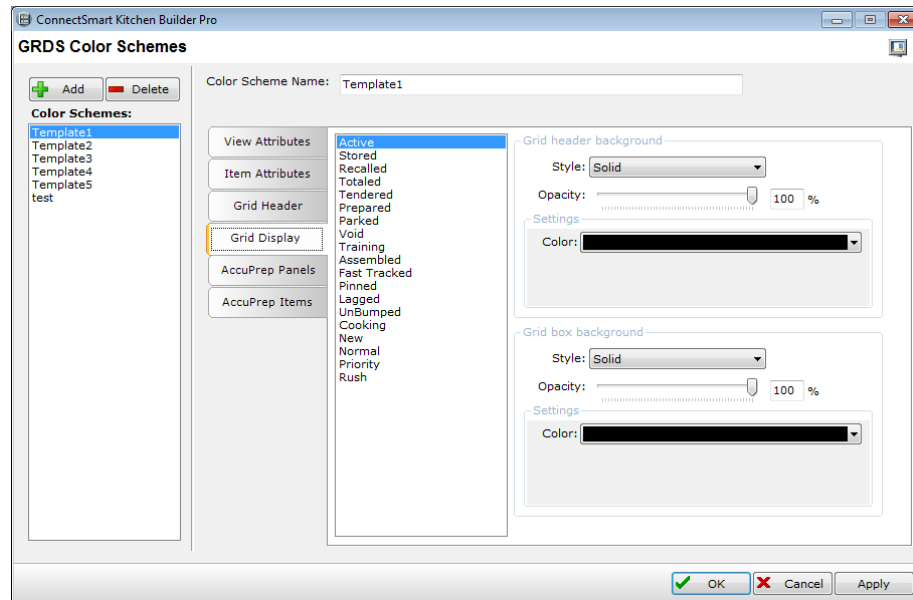 ConnectSmart Kitchen Builder Pro
GRDS Color Schemes
Add
Delete
Color Schemes:
Template1
Template2
Template3
Template4
Template5
test
Color Scheme Name:
Template1
View Attributes
Item Attributes
Grid Header
Grid Display
AccuPrep Panels
AccuPrep Items
Active
Stored
Recalled
Totaled
Tendered
Prepared
Parked
Void
Training
Assembled
Fast Tracked
Pinned
Lagged
UnBumped
Cooking
New
Normal
Priority
Rush
Grid header background
Style: Solid
Opacity: 100 %
Settings
Color:
Grid box background
Style: Solid
Opacity: 100 %
Settings
Color:
OK
Cancel
Apply